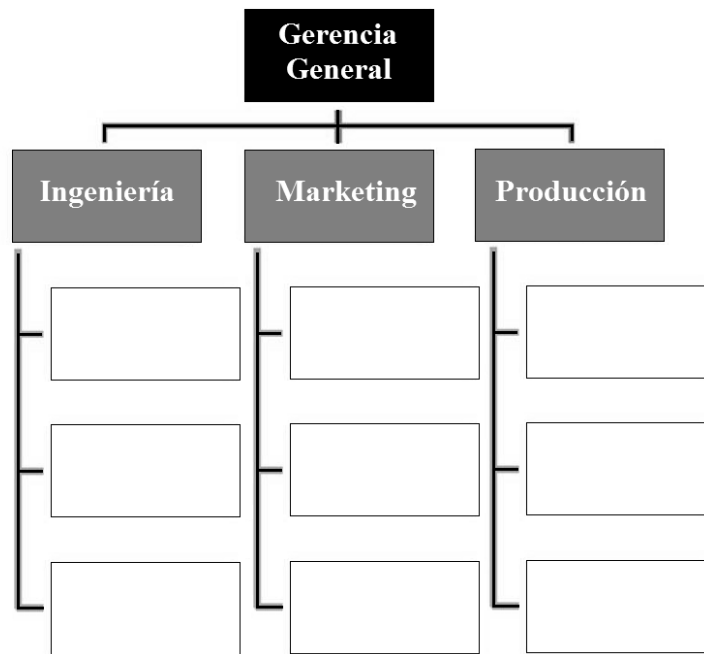 Gerencia
General
Ingeniería
Marketing
Producción